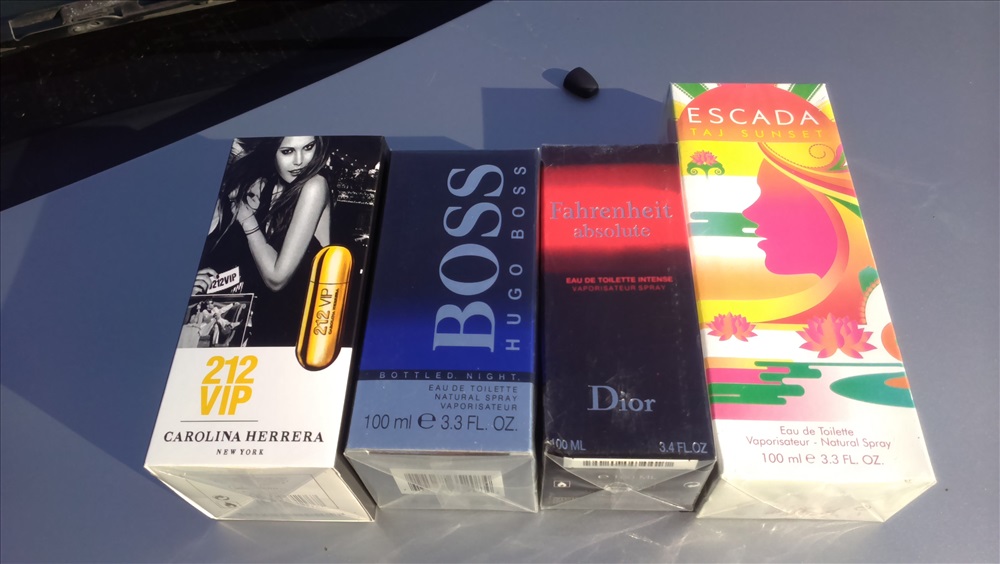 212VIP
212 VIP
212
VIP
CAROLINA HERRERA
NEW YORK
BOSS
HUGO BOSS
BOTTLED. NIGHT.
EAU DE TOILETTE
NATURAL SPRAY
VAPORISATEUR
100 ml e 3.3 FL. OZ.
Fahrenheit
absolute
EAU DE TOILETTE INTENSE
VAPORISATEUR SPRAY
Dior
100 ML 3.4 FL.OZ
ESCADA
TAJ SUNSET
Eau de Toilette
Vaporisateur - Natural Spray
100 ml e 3.3 FL.OZ.